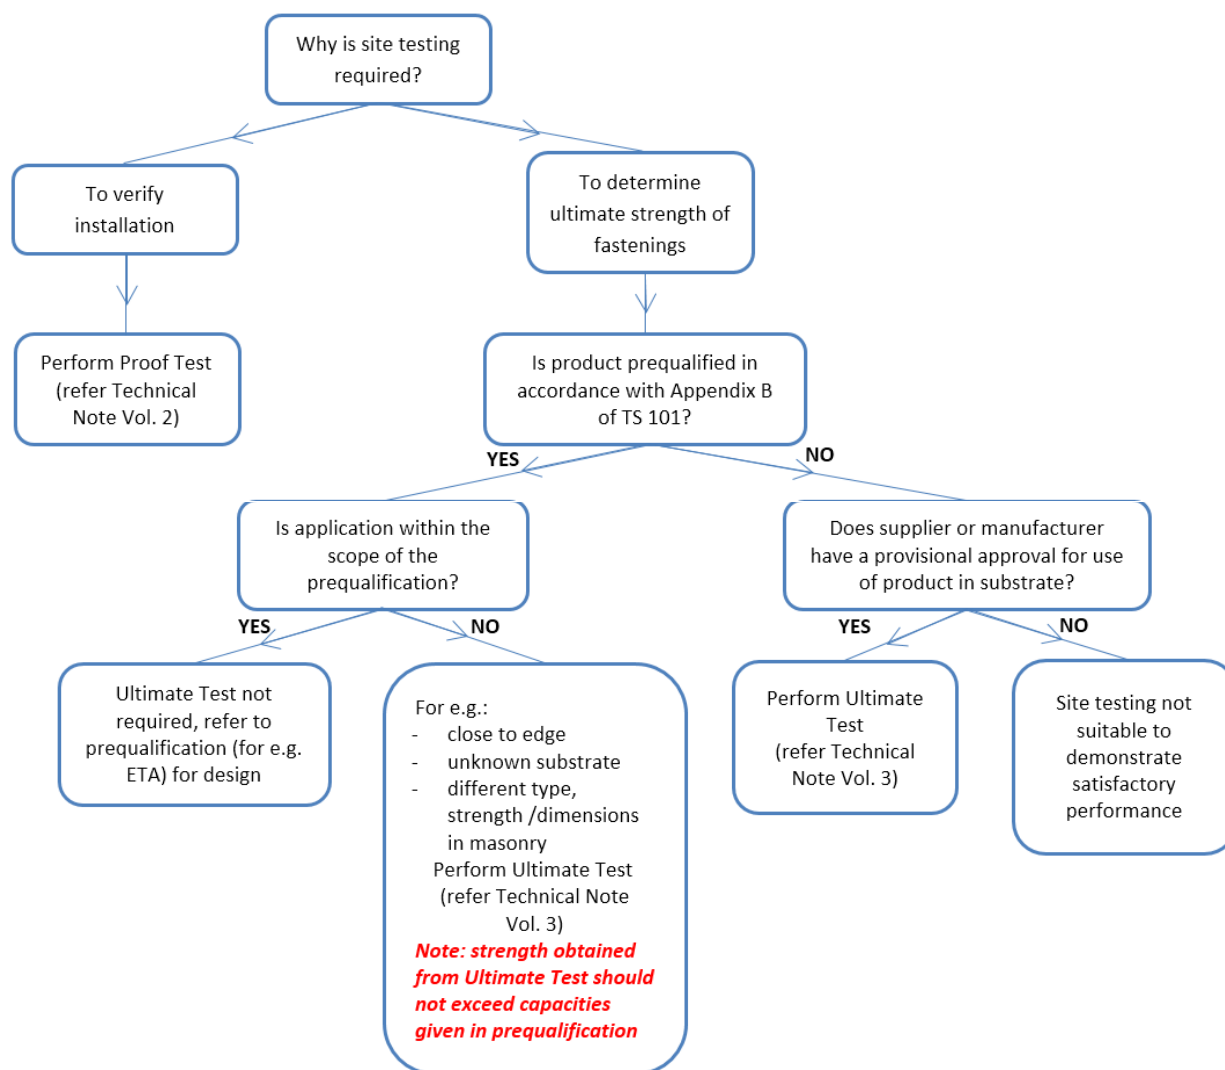 Why is site testing
required?
To verify
installation
To determine
ultimate strength of
fastenings
Perform Proof Test
(refer Technical
Note Vol. 2)
Is product prequalified in
accordance with Appendix B
of TS 101?
YES
NO
Is application within the
scope of the
prequalification?
Does supplier or manufacturer
have a provisional approval for use
of product in substrate?
YES
NO
YES
NO
Ultimate Test not
required, refer to
prequalification (for e.g.
ETA) for design
For e.g.:
- close to edge
- unknown substrate
- different type,
strength /dimensions
in masonry
Perform Ultimate Test
(refer Technical Note
Vol. 3)
Note: strength obtained
from Ultimate Test should
not exceed capacities
given in prequalification
Perform Ultimate
Test
(refer Technical
Note Vol. 3)
Site testing not
suitable to
demonstrate
satisfactory
performance